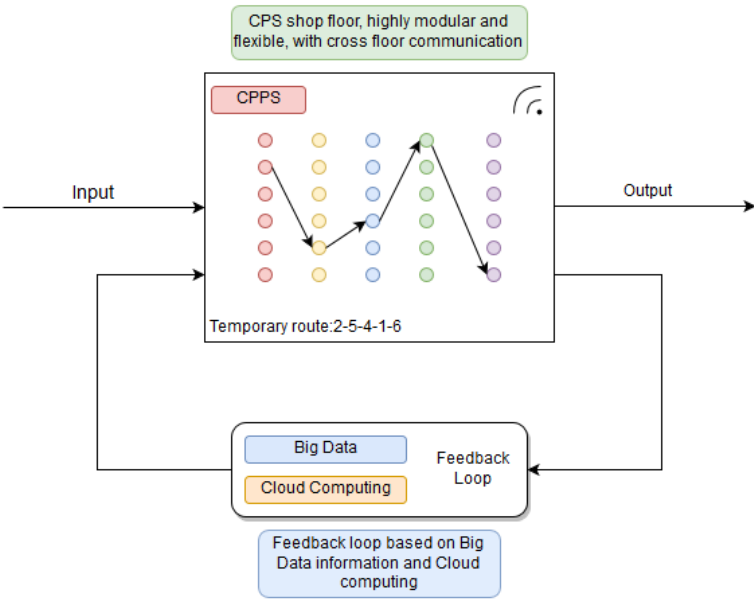 CPS shop floor, highly modular and
flexible, with cross floor communication
CPPS
Input
Output
Temporary route:2-5-4-1-6
Big Data
Cloud Computing
Feedback
Loop
Feedback loop based on Big
Data information and Cloud
computing